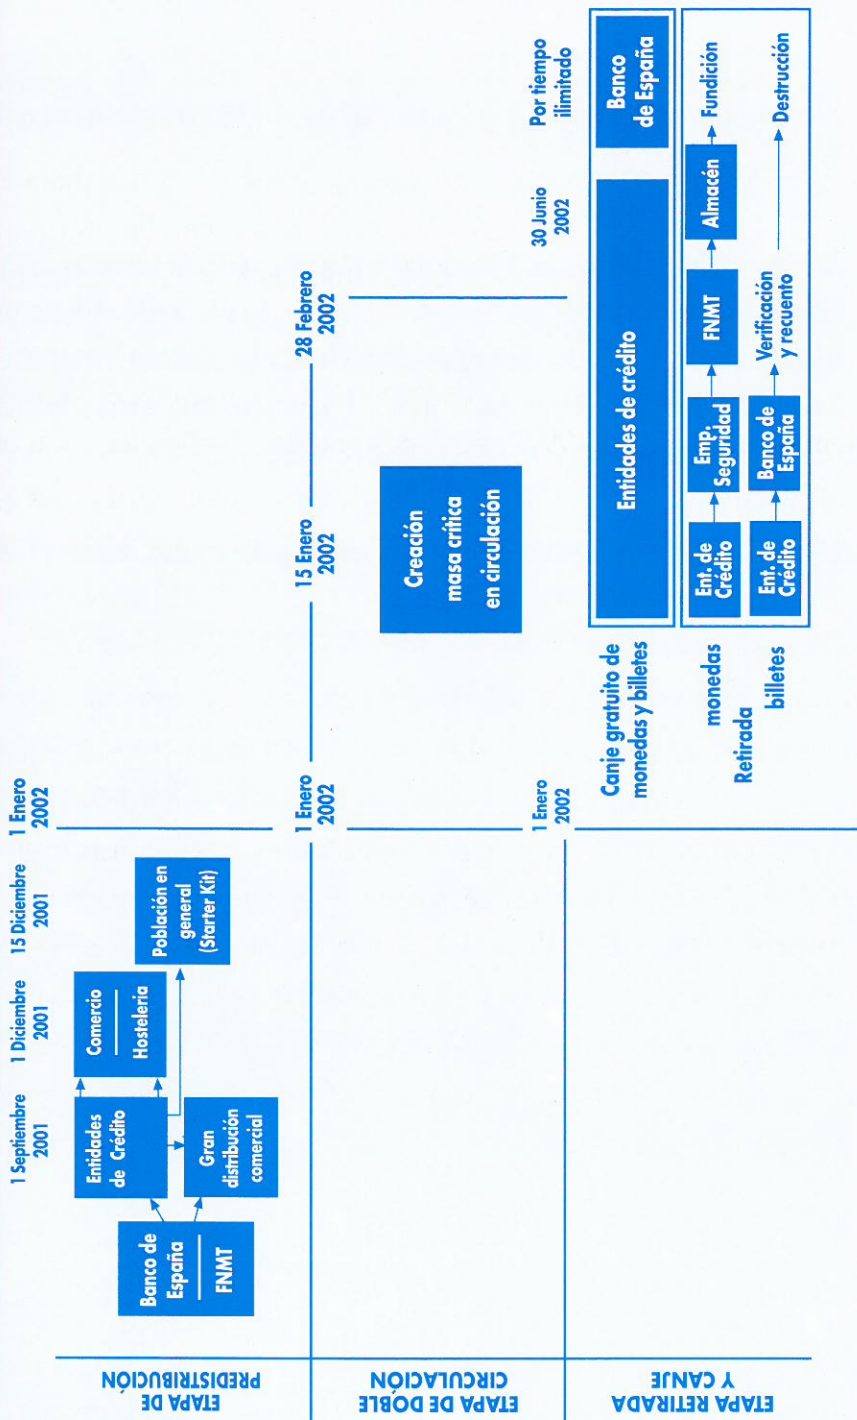 ETAPA DE
PREDISTRIBUCIÓN
1 Septiembre
2001
1 Diciembre
2001
15 Diciembre
2001
1 Enero
2002
Banco de
España
FNMT
Entidades
de Crédito
Gran
distribución
comercial
Comercio
Hostelería
Población en
general
(Starter Kit)
ETAPA DE DOBLE
CIRCULACIÓN
1 Enero
2002
15 Enero
2002
28 Febrero
2002
Creación
masa crítica
en circulación
ETAPA RETIRADA
Y CANJE
1 Enero
2002
30 Junio
2002
Por tiempo
ilimitado
Canje gratuito de
monedas y billetes
Entidades de crédito
Banco
de España
monedas
Retirada
billetes
Ent. de
Crédito
Emp.
Seguridad
FNMT
Almacén
Fundición
Ent. de
Crédito
Banco de
España
Verificación
y recuento
Destrucción